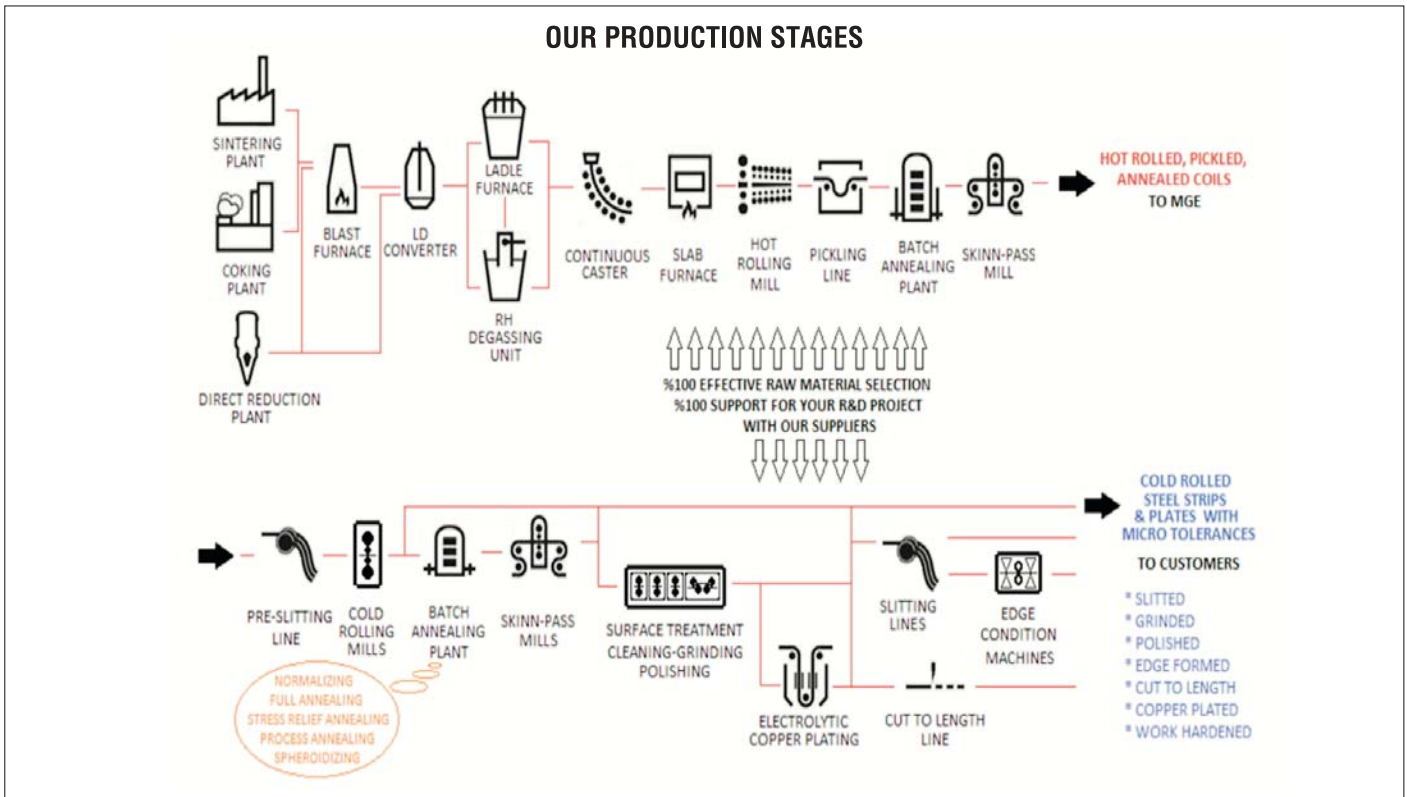 OUR PRODUCTION STAGES
SINTERING
PLANT
COKING
PLANT
DIRECT REDUCTION
PLANT
BLAST
FURNACE
LD
CONVERTER
LADLE
FURNACE
RH
DEGASSING
UNIT
CONTINUOUS
CASTER
SLAB
FURNACE
HOT
ROLLING
MILL
PICKLING
LINE
BATCH
ANNEALING
PLANT
SKINN-PASS
MILL
HOT ROLLED, PICKLED,
ANNEALED COILS
TO MGE
%100 EFFECTIVE RAW MATERIAL SELECTION
%100 SUPPORT FOR YOUR R&D PROJECT
WITH OUR SUPPLIERS
PRE-SLITTING
LINE
COLD
ROLLING
MILLS
BATCH
ANNEALING
PLANT
NORMALIZING
FULL ANNEALING
STRESS RELIEF ANNEALING
PROCESS ANNEALING
SPHEROIDIZING
SKINN-PASS
MILLS
SURFACE TREATMENT
CLEANING-GRINDING
POLISHING
ELECTROLYTIC
COPPER PLATING
SLITTING
LINES
EDGE
CONDITION
MACHINES
CUT TO LENGTH
LINE
COLD ROLLED
STEEL STRIPS
& PLATES WITH
MICRO TOLERANCES
TO CUSTOMERS
* SLITTED
* GRINDED
* POLISHED
* EDGE FORMED
* CUT TO LENGTH
* COPPER PLATED
* WORK HARDENED